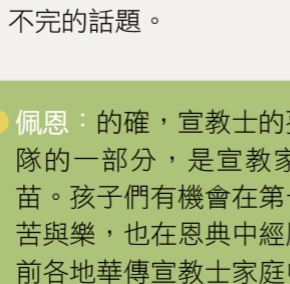 不完的話題。
佩恩：的確，宣教士的
隊的一部分，是宣教家
苗。孩子們有機會在第
苦與樂，也在恩典中經
前各地華傳宣教士家庭